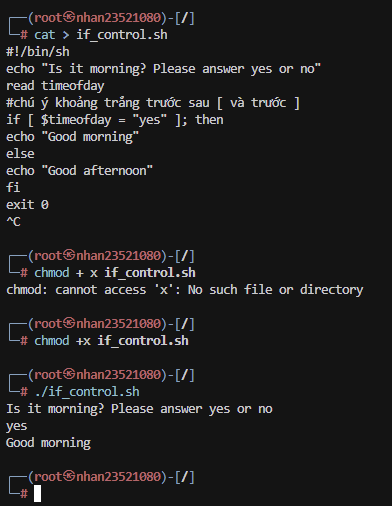 ┌──(root㉿nhan23521080)-[/]
└─# cat > if_control.sh
#!/bin/sh
echo "Is it morning? Please answer yes or no"
read timeofday
#chú ý khoảng trắng trước sau [ và trước ]
if [ $timeofday = "yes" ]; then
echo "Good morning"
else
echo "Good afternoon"
fi
exit 0
^C
┌──(root㉿nhan23521080)-[/]
└─# chmod + x if_control.sh
chmod: cannot access 'x': No such file or directory
┌──(root㉿nhan23521080)-[/]
└─# chmod +x if_control.sh
┌──(root㉿nhan23521080)-[/]
└─# ./if_control.sh
Is it morning? Please answer yes or no
yes
Good morning
┌──(root㉿nhan23521080)-[/]
└─#